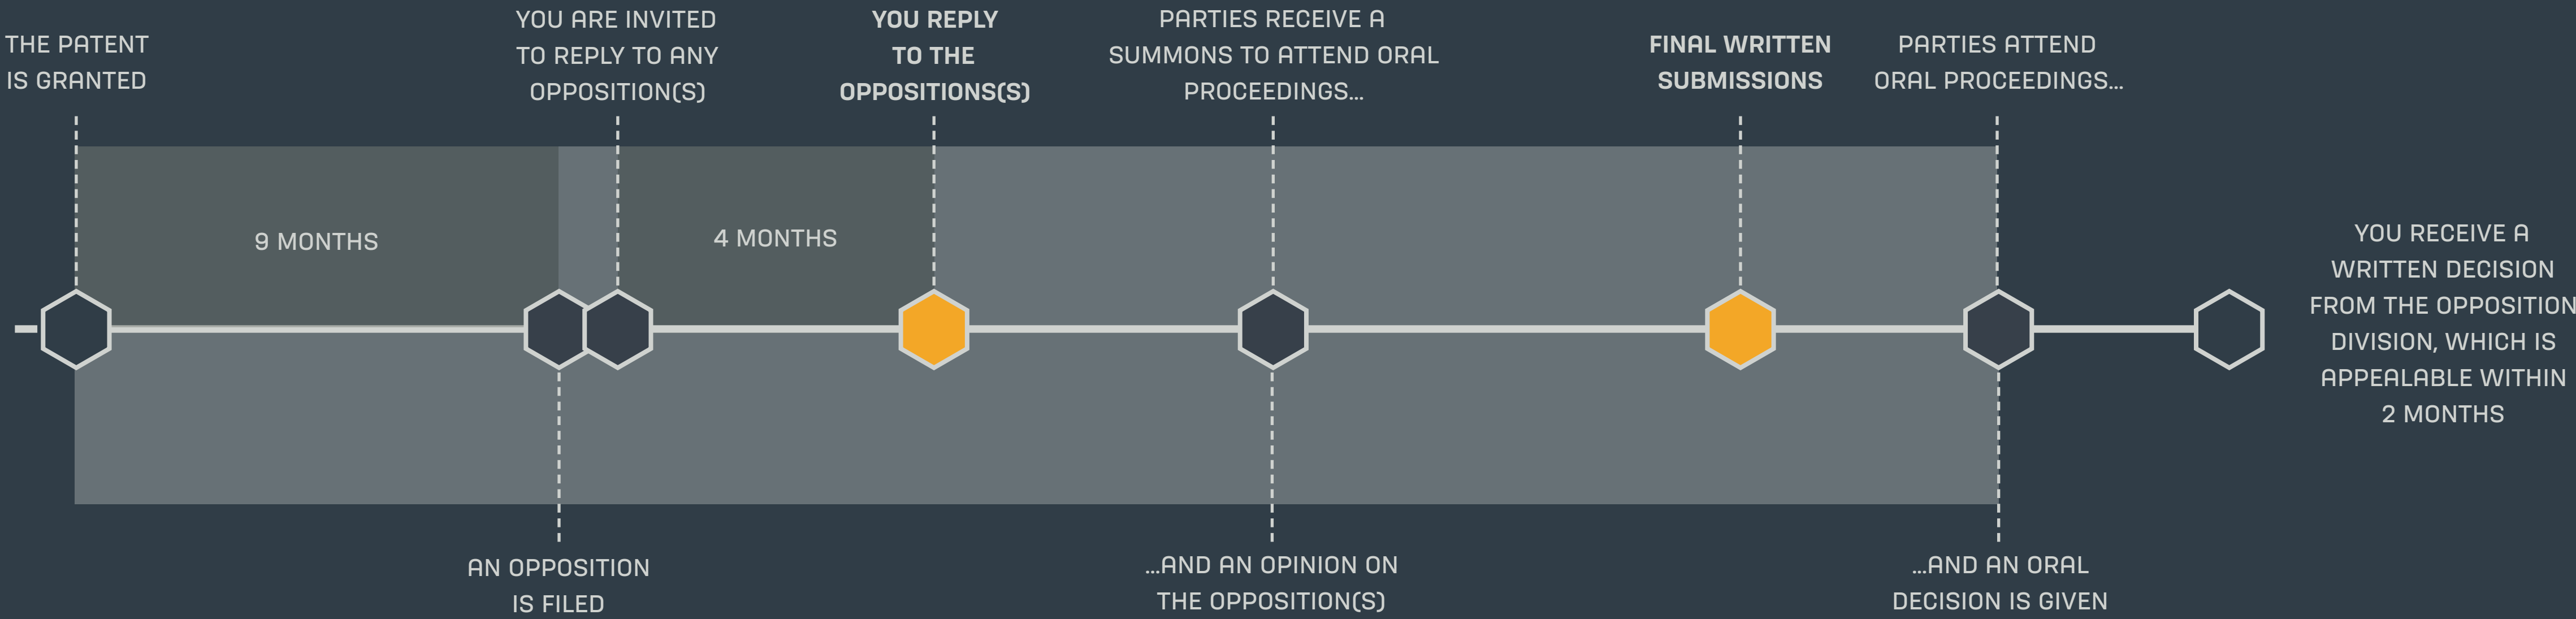 THE PATENT
IS GRANTED
YOU ARE INVITED
TO REPLY TO ANY
OPPOSITION(S)
YOU REPLY
TO THE
OPPOSITIONS(S)
PARTIES RECEIVE A
SUMMONS TO ATTEND ORAL
PROCEEDINGS...
FINAL WRITTEN
SUBMISSIONS
PARTIES ATTEND
ORAL PROCEEDINGS...
9 MONTHS
4 MONTHS
YOU RECEIVE A
WRITTEN DECISION
FROM THE OPPOSITION
DIVISION, WHICH IS
APPEALABLE WITHIN
2 MONTHS
AN OPPOSITION
IS FILED
...AND AN OPINION ON
THE OPPOSITION(S)
...AND AN ORAL
DECISION IS GIVEN